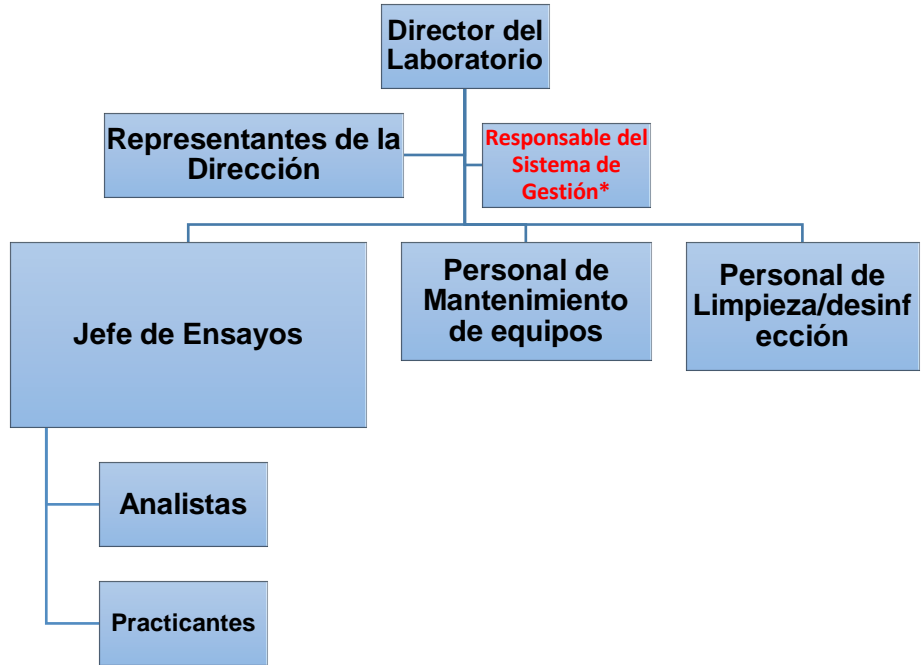 Director del
Laboratorio
Representantes de la
Dirección
Responsable del
Sistema de
Gestión*
Jefe de Ensayos
Personal de
Mantenimiento
de equipos
Personal de
Limpieza/desinf
ección
Analistas
Practicantes